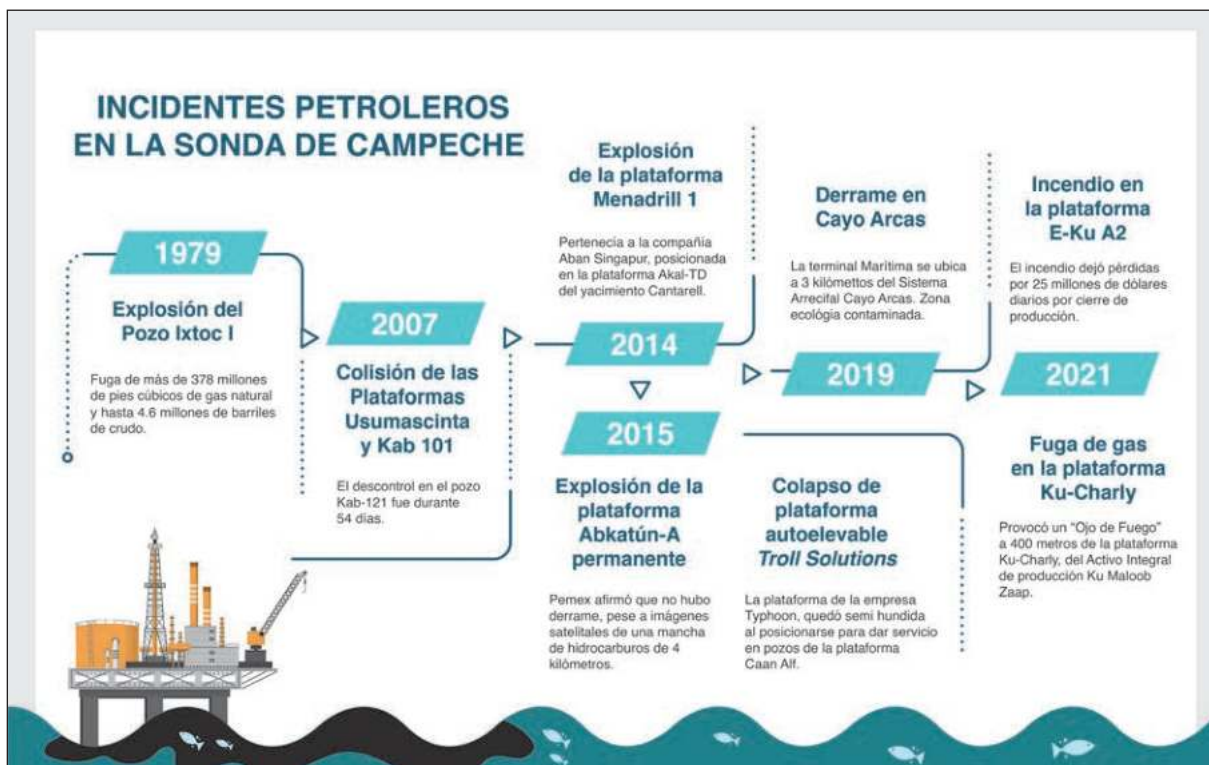 INCIDENTES PETROLEROS
EN LA SONDA DE CAMPECHE
1979
Explosión del
Pozo Ixtoc I
Fuga de más de 378 millones
de pies cúbicos de gas natural
y hasta 4.6 millones de barriles
de crudo.
2007
Colisión de las
Plataformas
Usumascinta
y Kab 101
El descontrol en el pozo
Kab-121 fue durante
54 días.
Explosión
de la plataforma
Menadrill 1
Pertenecía a la compañía
Aban Singapur, posicionada
en la plataforma Akal-TD
del yacimiento Cantarell.
2014
2015
Explosión de la
plataforma
Abkatún-A
permanente
Pemex afirmó que no hubo
derrame, pese a imágenes
satelitales de una mancha
de hidrocarburos de 4
kilómetros.
Colapso de
plataforma
autoelevable
Troll Solutions
La plataforma de la empresa
Typhoon, quedó semi hundida
al posicionarse para dar servicio
en pozos de la plataforma
Caan Alf.
Derrame en
Cayo Arcas
La terminal Marítima se ubica
a 3 kilómettos del Sistema
Arrecifal Cayo Arcas. Zona
ecológia contaminada.
2019
Incendio en
la plataforma
E-Ku A2
El incendio dejó pérdidas
por 25 millones de dólares
diarios por cierre de
producción.
2021
Fuga de gas
en la plataforma
Ku-Charly
Provocó un “Ojo de Fuego”
a 400 metros de la plataforma
Ku-Charly, del Activo Integral
de producción Ku Maloob
Zaap.